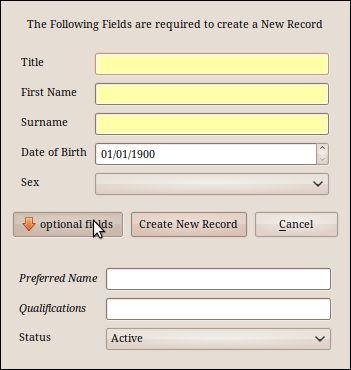 The Following Fields are required to create a New Record
Title
First Name
Surname
Date of Birth 01/01/1900
Sex
optional fields Create New Record Cancel
Preferred Name
Qualifications
Status Active